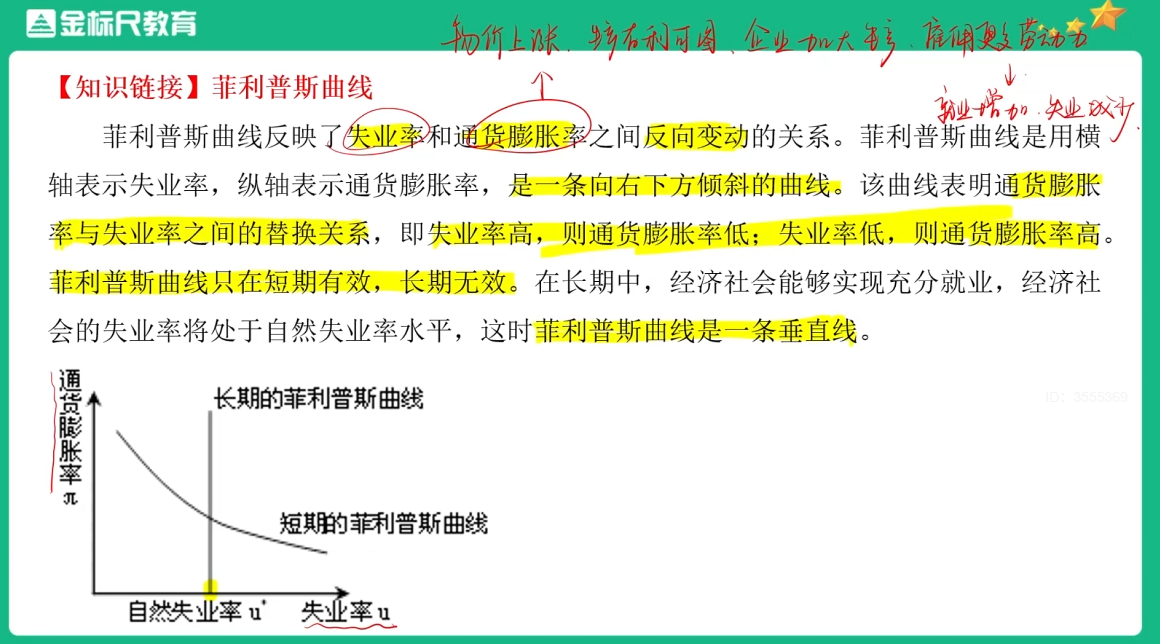 金标尺教育
物价上涨、生产有利可图、企业加大生产、雇佣更多劳动力
↓
就业增加、失业减少.
【知识链接】菲利普斯曲线
菲利普斯曲线反映了失业率和通货膨胀率之间反向变动的关系。菲利普斯曲线是用横
轴表示失业率，纵轴表示通货膨胀率，是一条向右下方倾斜的曲线。该曲线表明通货膨胀
率与失业率之间的替换关系，即失业率高，则通货膨胀率低；失业率低，则通货膨胀率高。
菲利普斯曲线只在短期有效，长期无效。在长期中，经济社会能够实现充分就业，经济社
会的失业率将处于自然失业率水平，这时菲利普斯曲线是一条垂直线。
通货膨胀率π
长期的菲利普斯曲线
ID：3555369
短期的菲利普斯曲线
自然失业率u*
失业率u